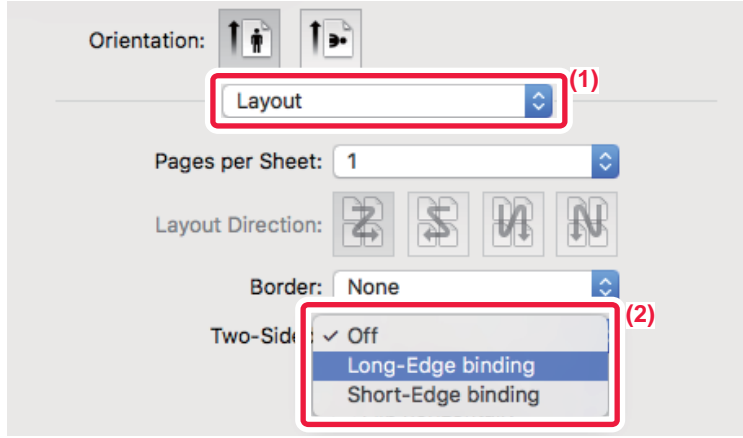 Orientation:
(1)
Layout
Pages per Sheet: 1
Layout Direction:
Border: None
(2)
Two-Side
✓ Off
Long-Edge binding
Short-Edge binding